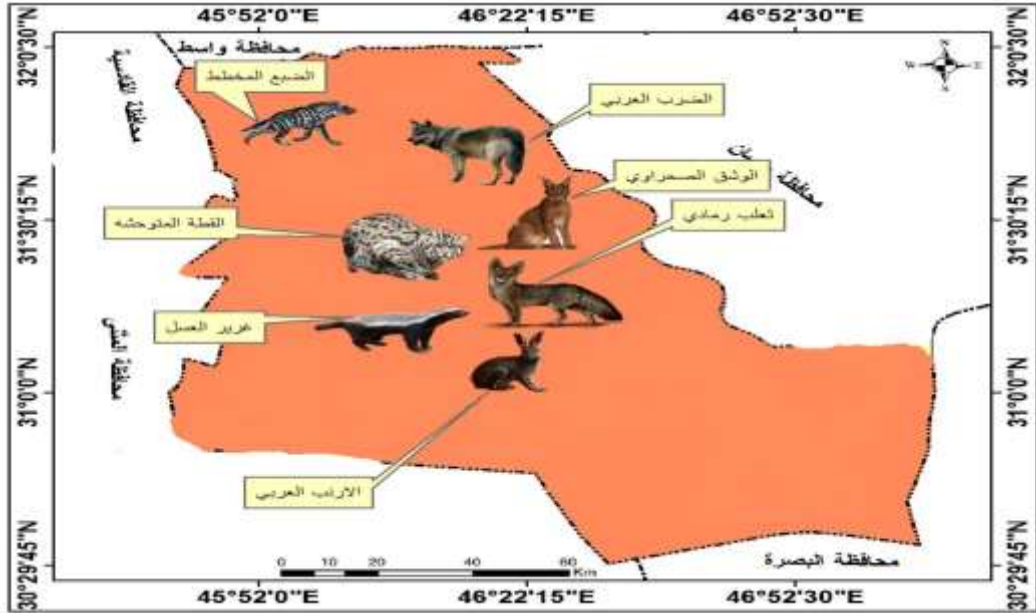 45°52'0"E 46°22'15"E 46°52'30"E
32°0'30"N
32°0'30"N
محافظة واسط
محافظة القادسية
الضبع المخطط
الضرب العربي
W E
الوشق الصحراوي
محافظة
31°30'15"N
31°30'15"N
القطة المتوحشه
ثعلب رمادي
غرير العسل
محافظة المثنى
31°0'0"N
31°0'0"N
الارنب العربي
محافظة البصرة
0 10 20 40 60
Km
30°29'45"N
30°29'45"N
45°52'0"E 46°22'15"E 46°52'30"E